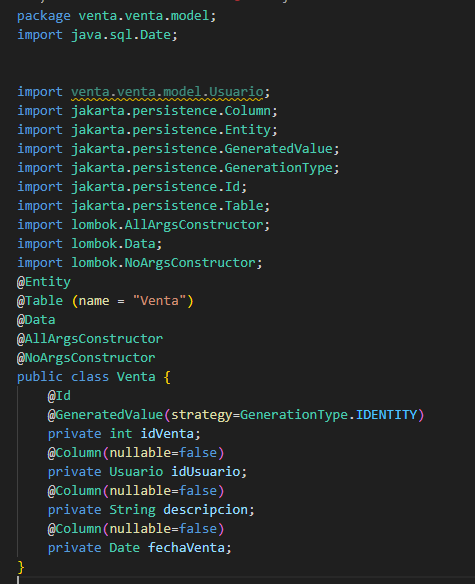 package venta.venta.model;
import java.sql.Date;
import venta.venta.model.Usuario;
import jakarta.persistence.Column;
import jakarta.persistence.Entity;
import jakarta.persistence.GeneratedValue;
import jakarta.persistence.GenerationType;
import jakarta.persistence.Id;
import jakarta.persistence.Table;
import lombok.AllArgsConstructor;
import lombok.Data;
import lombok.NoArgsConstructor;
@Entity
@Table (name = "Venta")
@Data
@AllArgsConstructor
@NoArgsConstructor
public class Venta {
    @Id
    @GeneratedValue(strategy=GenerationType.IDENTITY)
    private int idVenta;
    @Column(nullable=false)
    private Usuario idUsuario;
    @Column(nullable=false)
    private String descripcion;
    @Column(nullable=false)
    private Date fechaVenta;
}